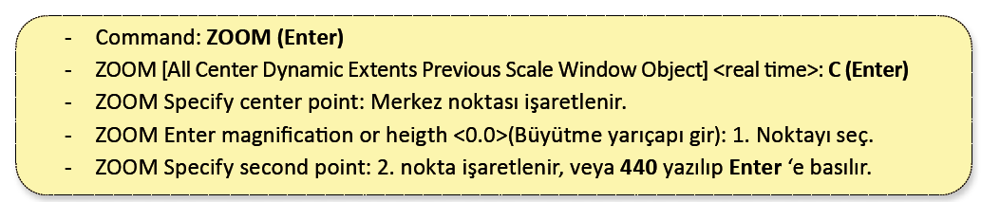 - Command: ZOOM (Enter)
- ZOOM [All Center Dynamic Extents Previous Scale Window Object] <real time>: C (Enter)
- ZOOM Specify center point: Merkez noktası işaretlenir.
- ZOOM Enter magnification or heigth <0.0>(Büyütme yarıçapı gir): 1. Noktayı seç.
- ZOOM Specify second point: 2. nokta işaretlenir, veya 440 yazılıp Enter ‘e basılır.